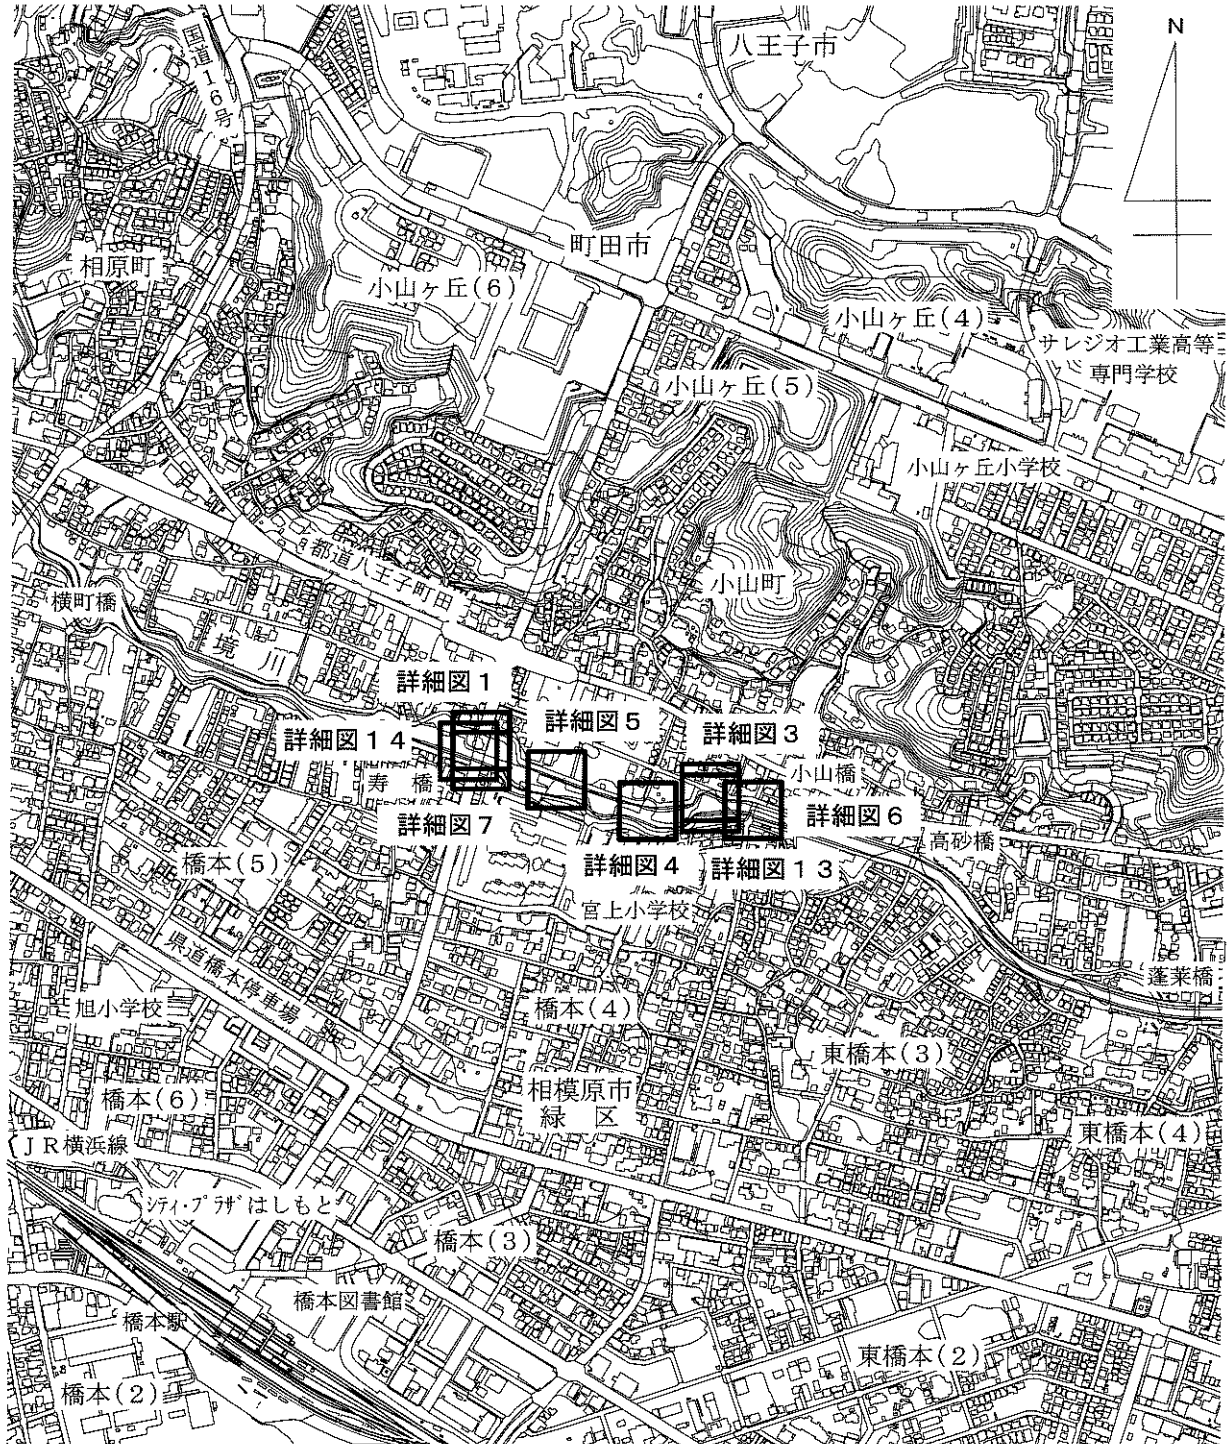 N
八王子市
国道16号
町田市
相原町
小山ヶ丘(6)
小山ヶ丘(4)
サレジオ工業高等
専門学校
小山ヶ丘(5)
小山ヶ丘小学校
都道八王子町田
小山町
横町橋
境川
詳細図1
詳細図5
詳細図3
詳細図14
小山橋
寿橋
詳細図7
詳細図6
高砂橋
橋本(5)
詳細図4
詳細図13
宮上小学校
県道橋本停車場
蓬莱橋
旭小学校
橋本(4)
東橋本(3)
相模原市
緑区
橋本(6)
東橋本(4)
JR横浜線
シティ・プラザはしもと
橋本(3)
橋本図書館
橋本駅
東橋本(2)
橋本(2)